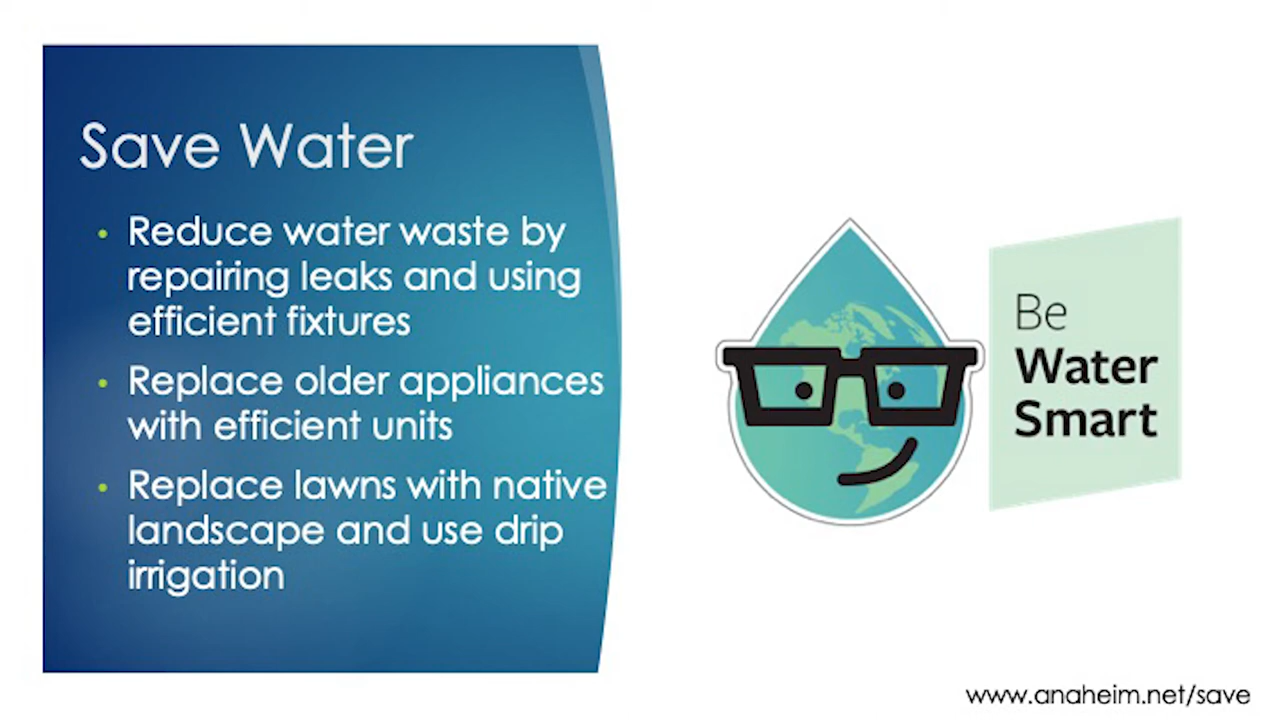 Save Water
• Reduce water waste by
repairing leaks and using
efficient fixtures
• Replace older appliances
with efficient units
• Replace lawns with native
landscape and use drip
irrigation
Be
Water
Smart
www.anaheim.net/save